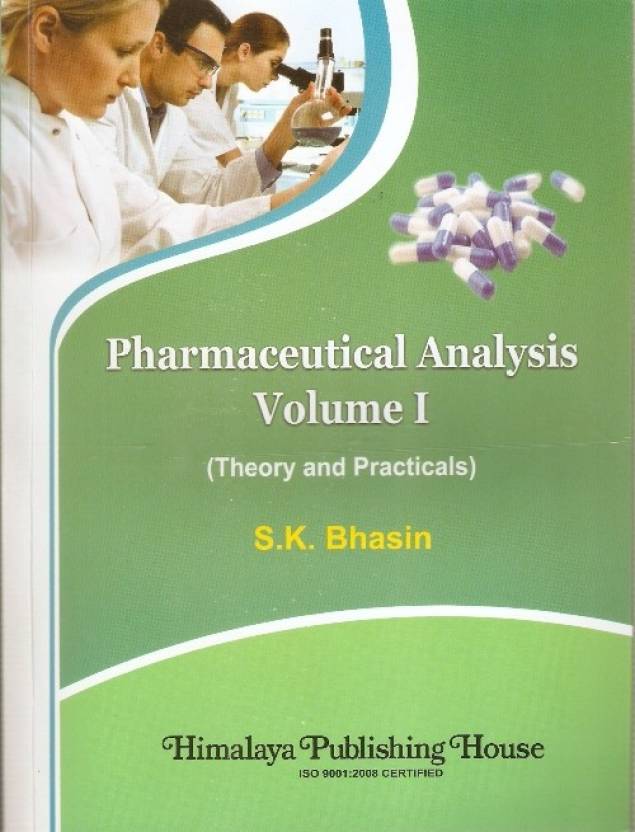 Pharmaceutical Analysis
Volume I
(Theory and Practicals)
S.K. Bhasin
Himalaya Publishing House
ISO 9001:2008 CERTIFIED